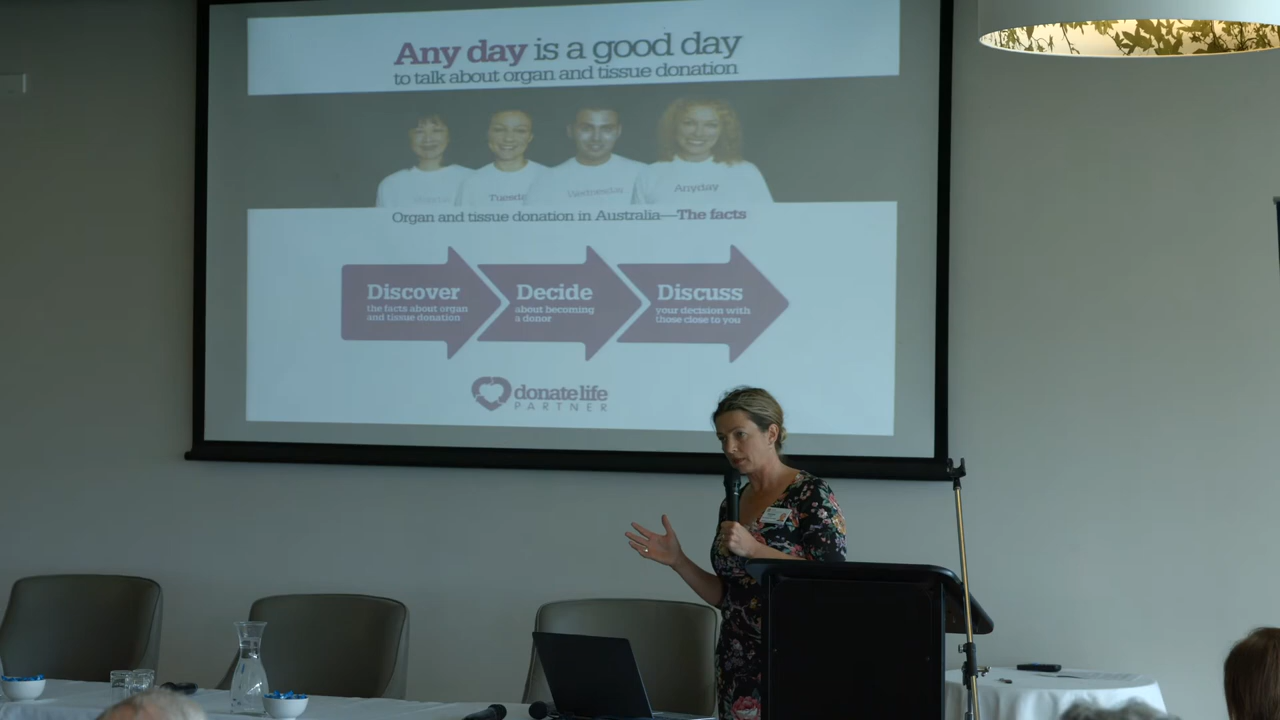 Any day is a good day
to talk about organ and tissue donation
Tuesday
Wednesday
Anyday
Organ and tissue donation in Australia—The facts
Discover
the facts about organ
and tissue donation
Decide
about becoming
a donor
Discuss
your decision with
those close to you
donatelife
PARTNER